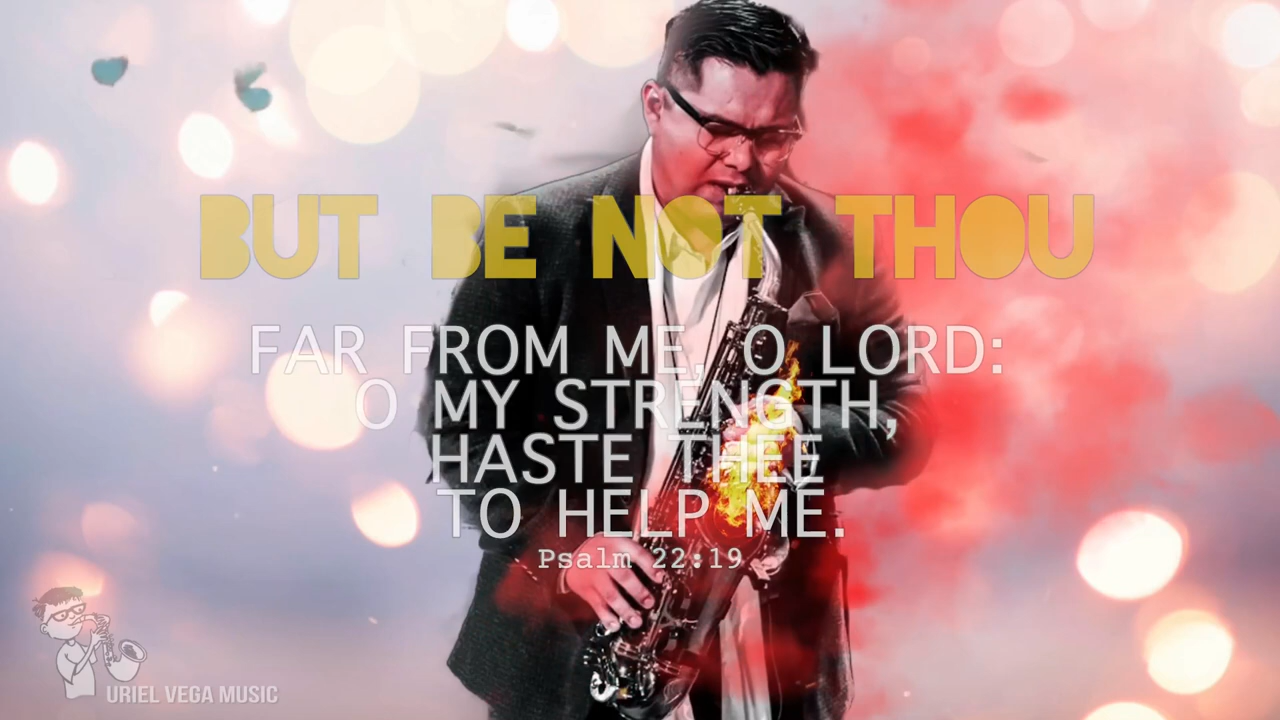 BUT BE NOT THOU
FAR FROM ME, O LORD:
O MY STRENGTH,
HASTE THEE
TO HELP ME.
Psalm 22:19
URIEL VEGA MUSIC